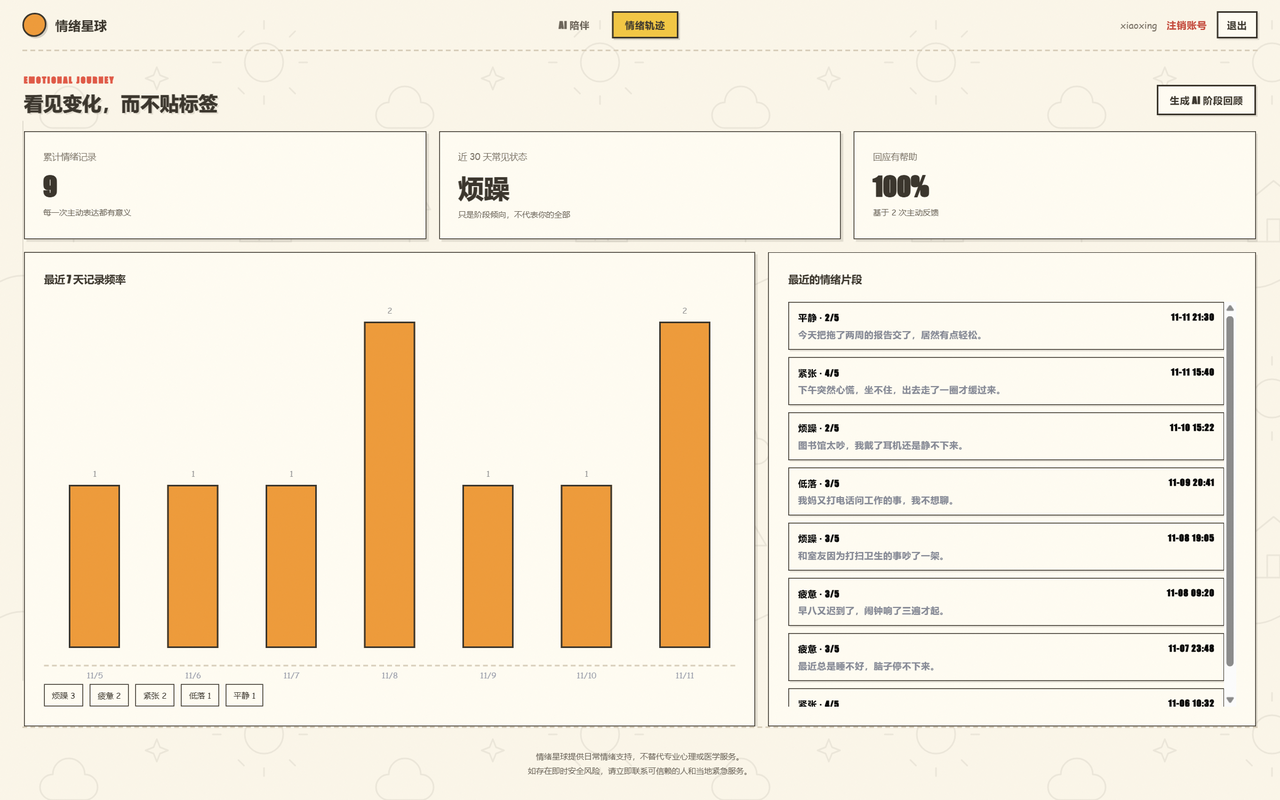 情绪星球
AI 陪伴
情绪轨迹
xiaoxing
注销账号
退出
EMOTIONAL JOURNEY
看见变化，而不贴标签
生成 AI 阶段回顾
累计情绪记录
9
每一次主动表达都有意义
近 30 天常见状态
烦躁
只是阶段倾向，不代表你的全部
回应有帮助
100%
基于 2 次主动反馈
最近 7 天记录频率
1
1
1
2
1
1
2
11/5
11/6
11/7
11/8
11/9
11/10
11/11
烦躁 3
疲惫 2
紧张 2
低落 1
平静 1
最近的情绪片段
平静 · 2/5
11-11 21:30
今天把拖了两周的报告交了，居然有点轻松。
紧张 · 4/5
11-11 15:40
下午突然心慌，坐不住，出去走了一圈才缓过来。
烦躁 · 2/5
11-10 15:22
图书馆太吵，我戴了耳机还是静不下来。
低落 · 3/5
11-09 20:41
我妈又打电话问工作的事，我不想聊。
烦躁 · 3/5
11-08 19:05
和室友因为打扫卫生的事吵了一架。
疲惫 · 3/5
11-08 09:20
早八又迟到了，闹钟响了三遍才起。
疲惫 · 3/5
11-07 23:48
最近总是睡不好，脑子停不下来。
紧张 · 4/5
11-06 10:32
情绪星球提供日常情绪支持，不替代专业心理或医学服务。
如存在即时安全风险，请立即联系可信赖的人和当地紧急服务。